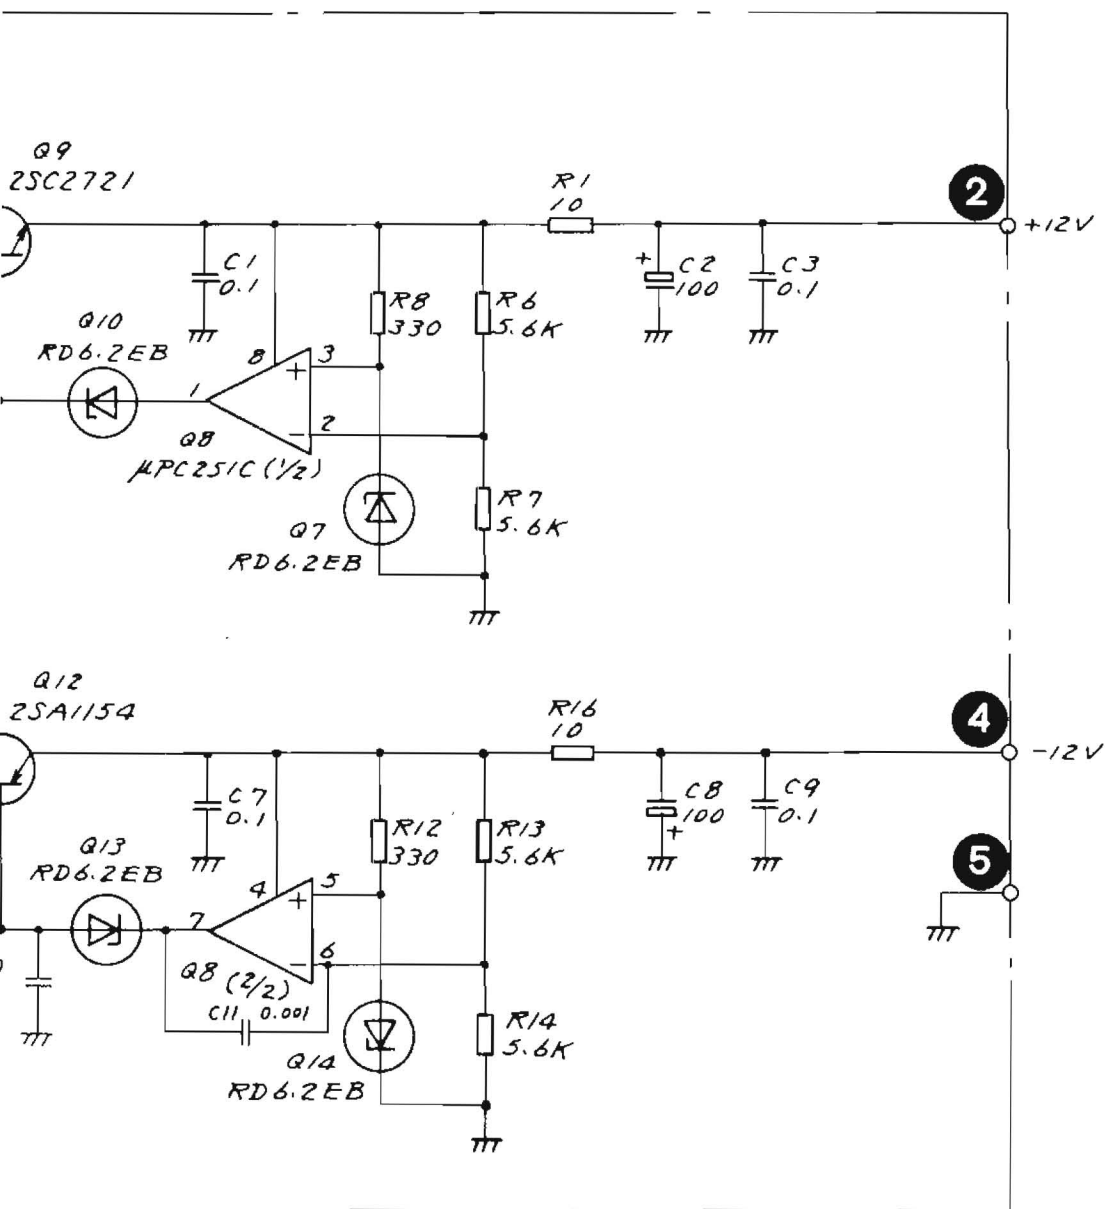 Q9
2SC2721
R1
10
2
+12V
C1
0.1
+
C2
100
C3
0.1
R8
330
R6
5.6K
Q10
RD6.2EB
8
3
+
1
2
−
Q8
μPC251C(1/2)
R7
5.6K
Q7
RD6.2EB
Q12
2SA1154
R16
10
4
-12V
C7
0.1
C8
100
+
C9
0.1
R12
330
R13
5.6K
5
Q13
RD6.2EB
4
5
+
7
6
−
Q8 (2/2)
C11 0.001
R14
5.6K
Q14
RD6.2EB